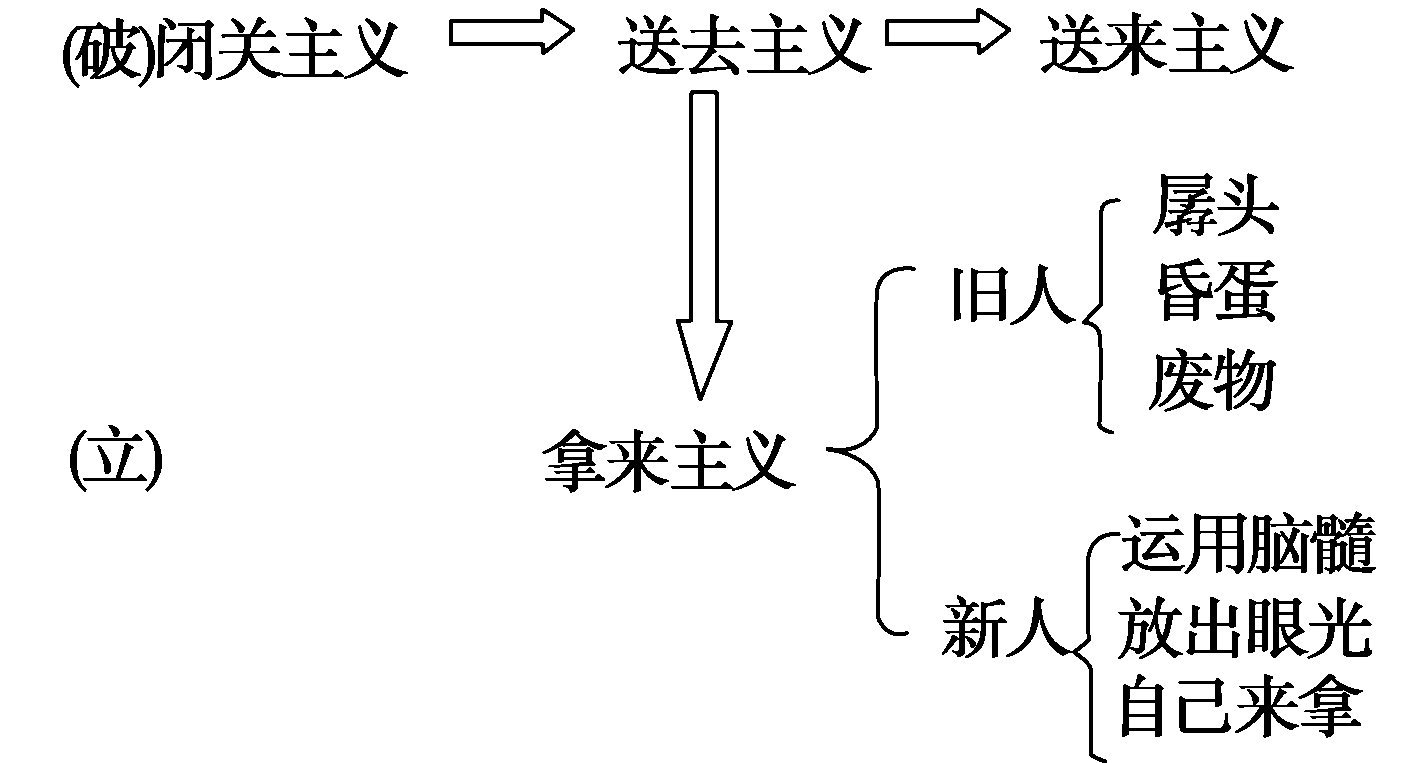 (破)闭关主义 送去主义 送来主义
孱头
旧人 昏蛋
废物
(立) 拿来主义
运用脑髓
新人 放出眼光
自己来拿